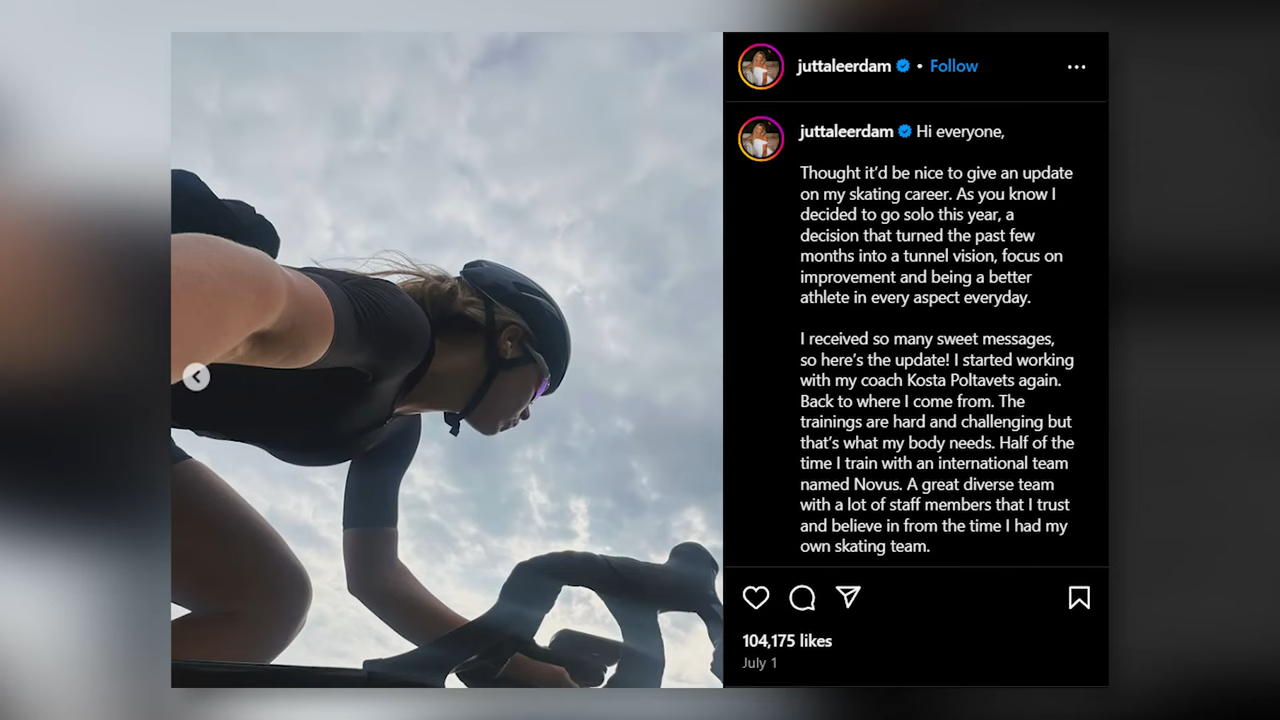 juttaleerdam • Follow
juttaleerdam Hi everyone,
Thought it'd be nice to give an update
on my skating career. As you know I
decided to go solo this year, a
decision that turned the past few
months into a tunnel vision, focus on
improvement and being a better
athlete in every aspect everyday.
I received so many sweet messages,
so here's the update! I started working
with my coach Kosta Poltavets again.
Back to where I come from. The
trainings are hard and challenging but
that's what my body needs. Half of the
time I train with an international team
named Novus. A great diverse team
with a lot of staff members that I trust
and believe in from the time I had my
own skating team.
104,175 likes
July 1